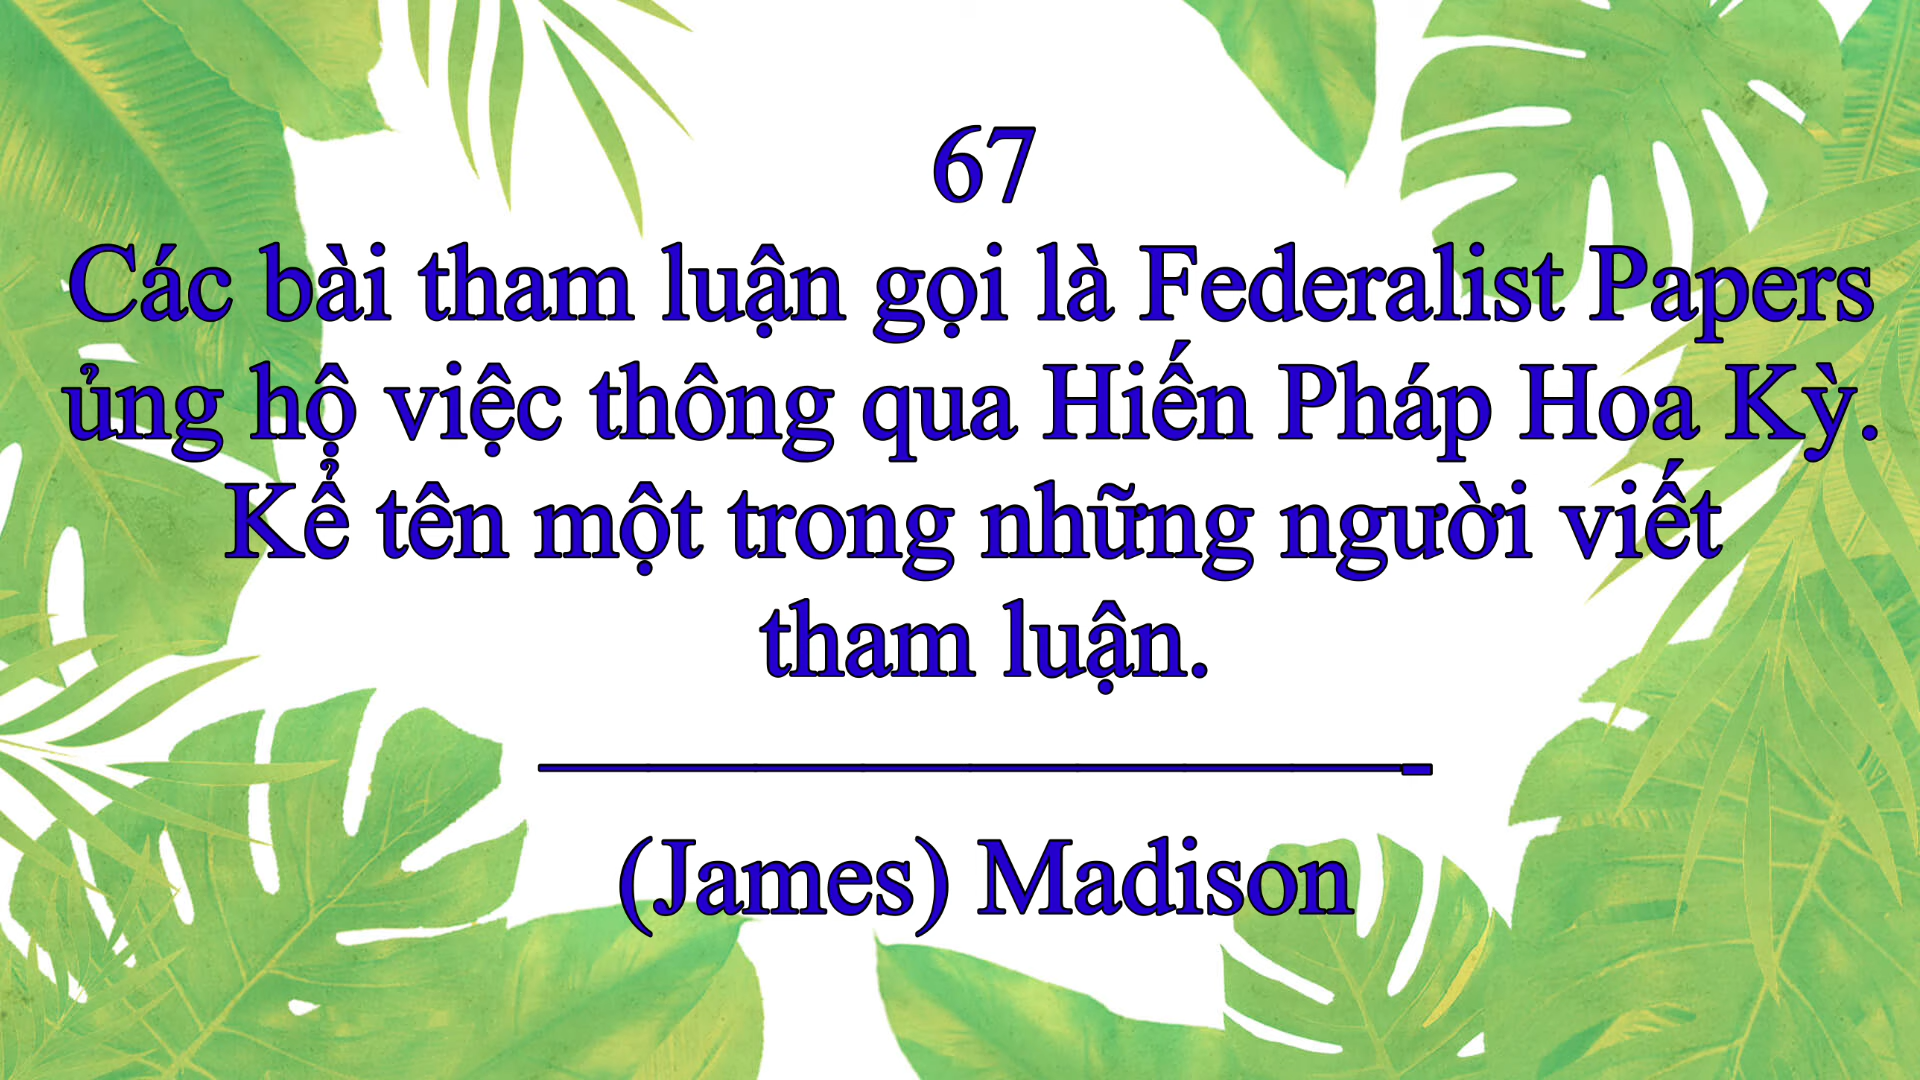 67
Các bài tham luận gọi là Federalist Papers
ủng hộ việc thông qua Hiến Pháp Hoa Kỳ.
Kể tên một trong những người viết
tham luận.
(James) Madison